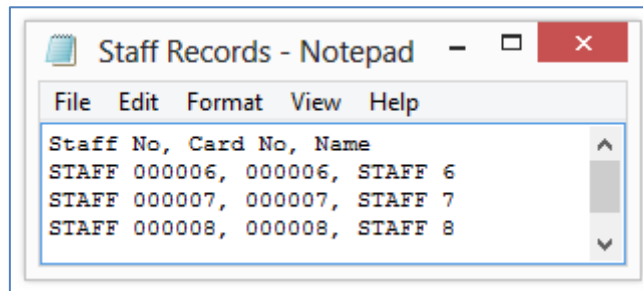 Staff Records - Notepad
File Edit Format View Help
Staff No, Card No, Name
STAFF 000006, 000006, STAFF 6
STAFF 000007, 000007, STAFF 7
STAFF 000008, 000008, STAFF 8